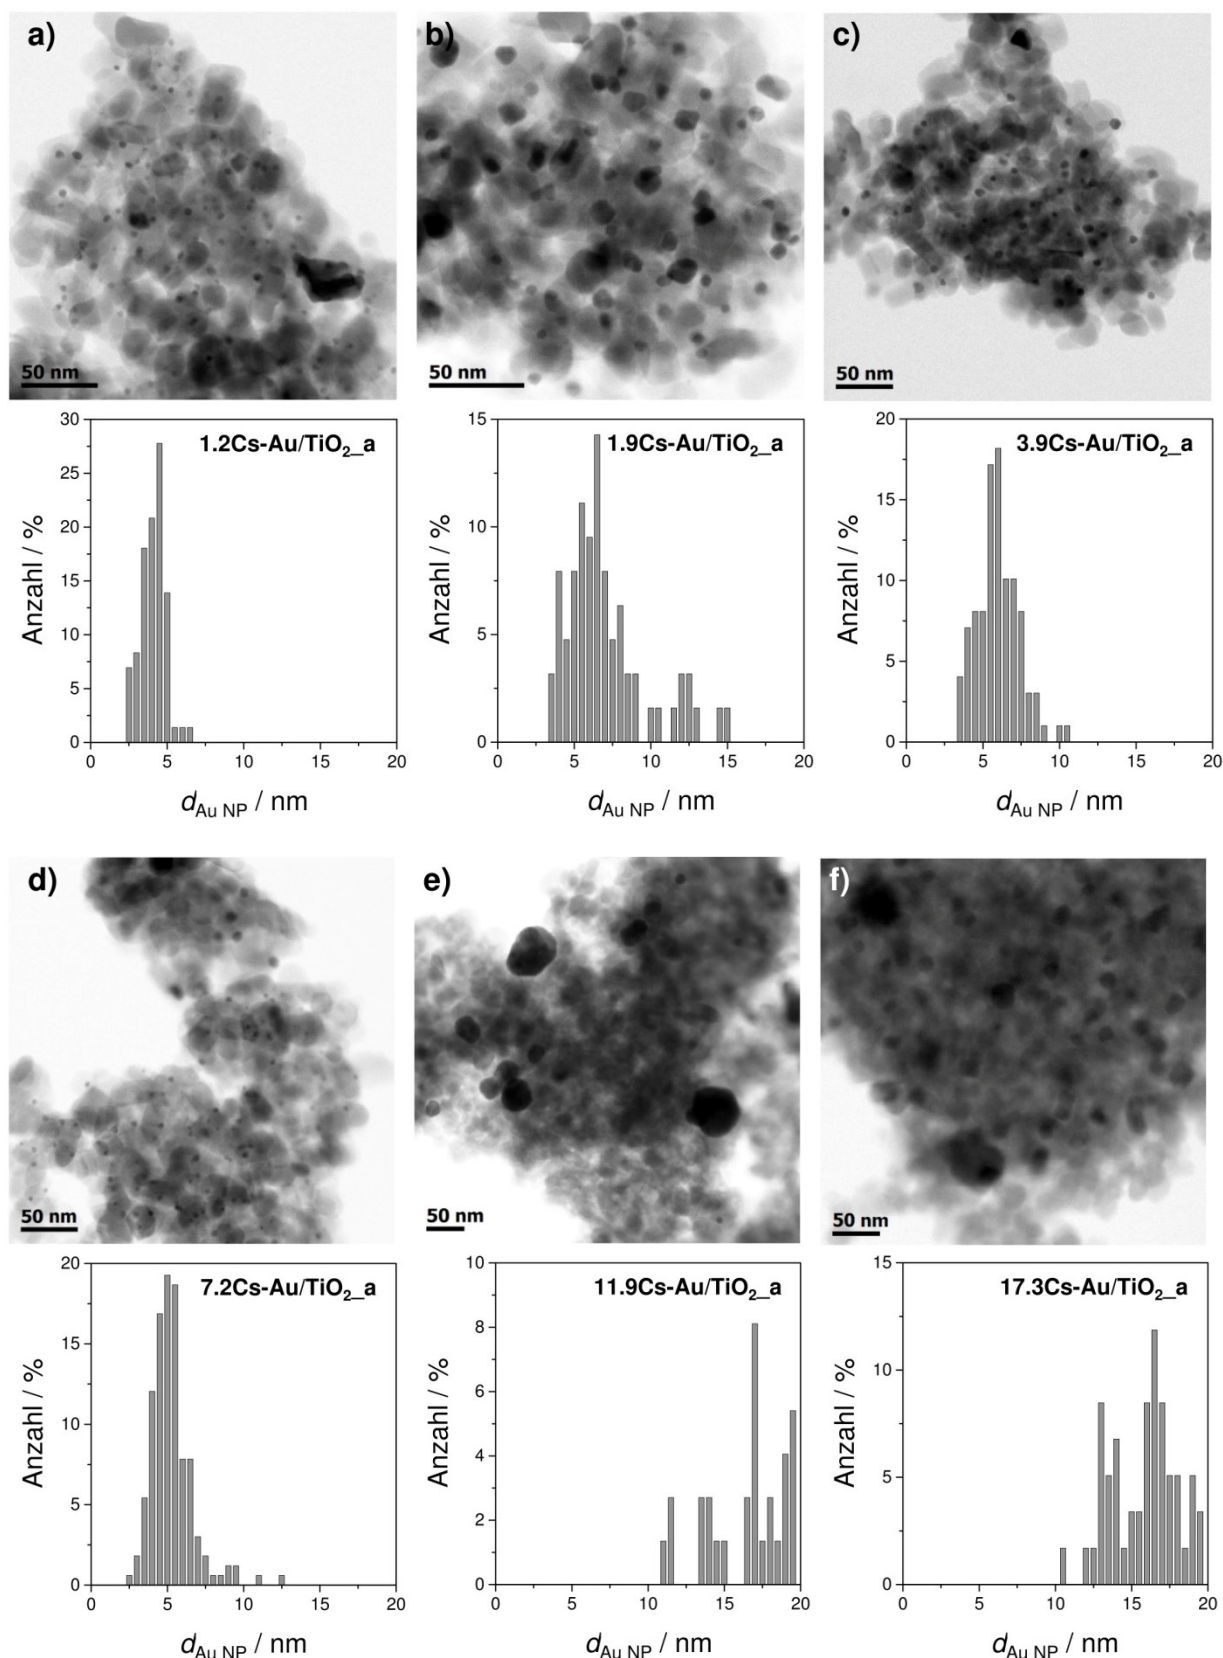 a)
b)
c)
50 nm
50 nm
50 nm
1.2Cs-Au/TiO₂_a
30
25
20
15
10
5
0
Anzahl / %
0 5 10 15 20
d_Au NP / nm
1.9Cs-Au/TiO₂_a
15
10
5
0
Anzahl / %
0 5 10 15 20
d_Au NP / nm
3.9Cs-Au/TiO₂_a
20
15
10
5
0
Anzahl / %
0 5 10 15 20
d_Au NP / nm
d)
e)
f)
50 nm
50 nm
50 nm
7.2Cs-Au/TiO₂_a
20
15
10
5
0
Anzahl / %
0 5 10 15 20
d_Au NP / nm
11.9Cs-Au/TiO₂_a
10
8
6
4
2
0
Anzahl / %
0 5 10 15 20
d_Au NP / nm
17.3Cs-Au/TiO₂_a
15
10
5
0
Anzahl / %
0 5 10 15 20
d_Au NP / nm